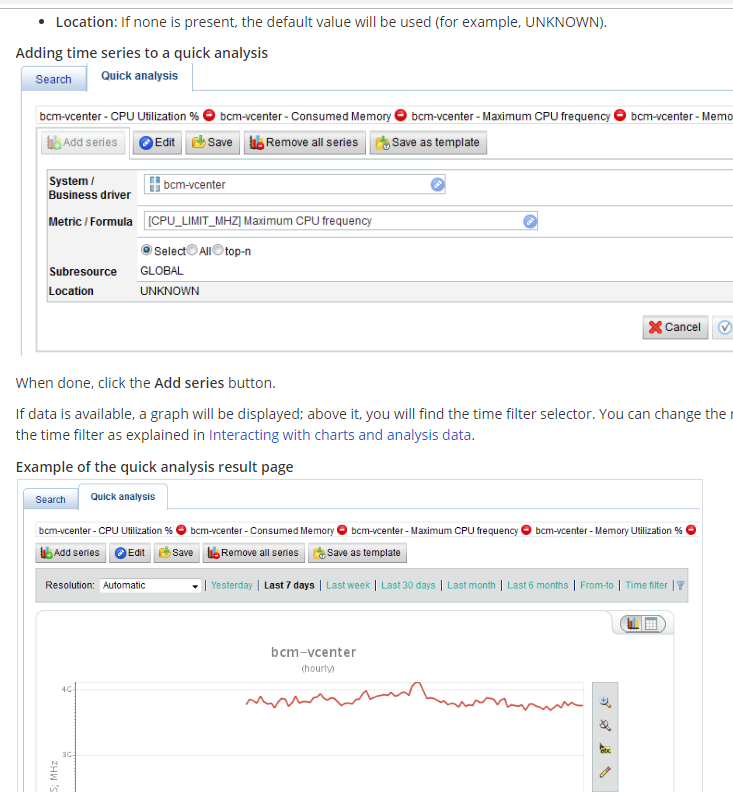 • Location: If none is present, the default value will be used (for example, UNKNOWN).
Adding time series to a quick analysis
Search Quick analysis
bcm-vcenter - CPU Utilization % bcm-vcenter - Consumed Memory bcm-vcenter - Maximum CPU frequency bcm-vcenter - Memo
Add series Edit Save Remove all series Save as template
System /
Business driver
bcm-vcenter
Metric / Formula [CPU_LIMIT_MHZ] Maximum CPU frequency
Select All top-n
Subresource GLOBAL
Location UNKNOWN
Cancel
When done, click the Add series button.
If data is available, a graph will be displayed; above it, you will find the time filter selector. You can change the
the time filter as explained in Interacting with charts and analysis data.
Example of the quick analysis result page
Search Quick analysis
bcm-vcenter - CPU Utilization % bcm-vcenter - Consumed Memory bcm-vcenter - Maximum CPU frequency bcm-vcenter - Memory Utilization %
Add series Edit Save Remove all series Save as template
Resolution: Automatic | Yesterday | Last 7 days | Last week | Last 30 days | Last month | Last 6 months | From-to | Time filter |
bcm-vcenter
(hourly)
4G
abc
3G
MHz